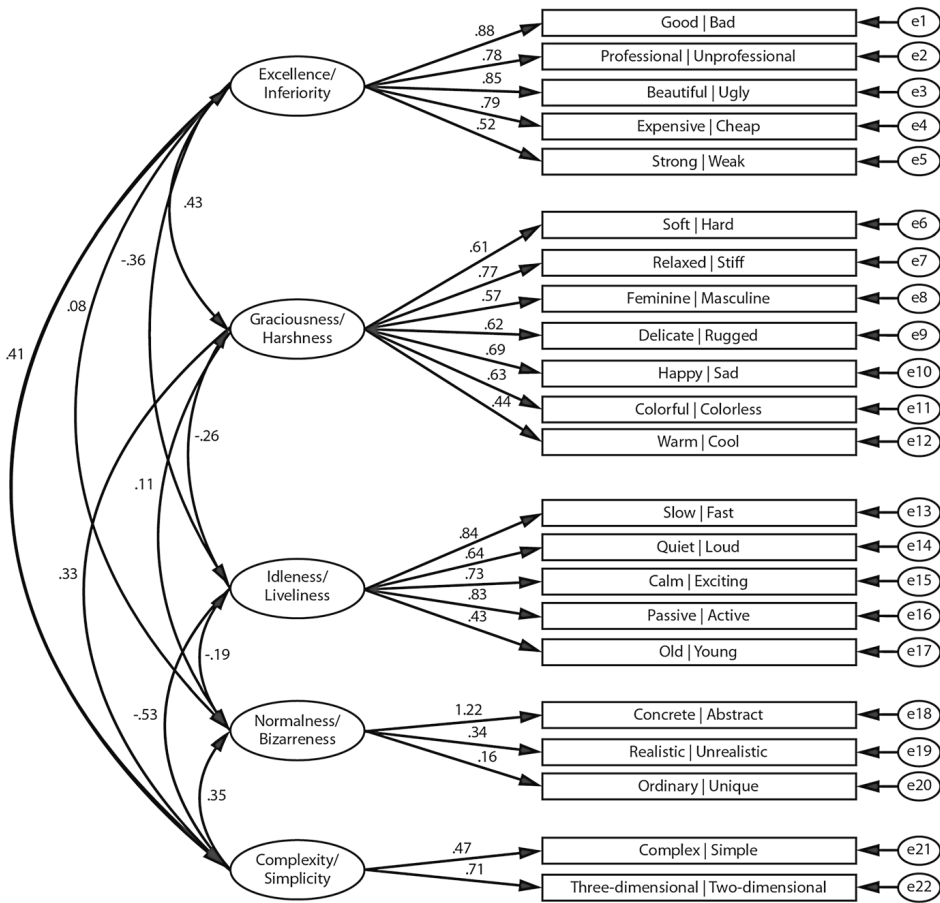 .88
Good | Bad
e1
.78
Professional | Unprofessional
e2
Excellence/
Inferiority
.85
Beautiful | Ugly
e3
.79
Expensive | Cheap
e4
.52
Strong | Weak
e5
.43
-.36
.08
.41
.61
Soft | Hard
e6
.77
Relaxed | Stiff
e7
.57
Feminine | Masculine
e8
Graciousness/
Harshness
.62
Delicate | Rugged
e9
.69
Happy | Sad
e10
.63
Colorful | Colorless
e11
.44
Warm | Cool
e12
-.26
.11
.33
.84
Slow | Fast
e13
.64
Quiet | Loud
e14
Idleness/
Liveliness
.73
Calm | Exciting
e15
.83
Passive | Active
e16
.43
Old | Young
e17
-.19
-.53
1.22
Concrete | Abstract
e18
Normalness/
Bizarreness
.34
Realistic | Unrealistic
e19
.16
Ordinary | Unique
e20
.35
Complexity/
Simplicity
.47
Complex | Simple
e21
.71
Three-dimensional | Two-dimensional
e22